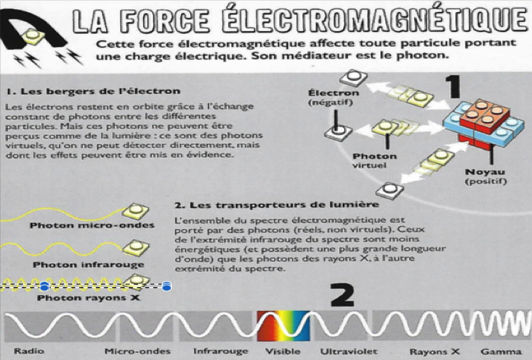 LA FORCE ÉLECTROMAGNÉTIQUE
Cette force électromagnétique affecte toute particule portant
une charge électrique. Son médiateur est le photon.
1. Les bergers de l'électron
Les électrons restent en orbite grâce à l'échange
constant de photons entre les différentes
particules. Mais ces photons ne peuvent être
perçus comme de la lumière : ce sont des photons
virtuels, qu'on ne peut détecter directement, mais
dont les effets peuvent être mis en évidence.
1
Électron
(négatif)
Photon
virtuel
Noyau
(positif)
2. Les transporteurs de lumière
L'ensemble du spectre électromagnétique est
porté par des photons (réels, non virtuels). Ceux
de l'extrémité infrarouge du spectre sont moins
énergétiques (et possèdent une plus grande longueur
d'onde) que les photons des rayons X, à l'autre
extrémité du spectre.
Photon micro-ondes
Photon infrarouge
Photon rayons X
2
Radio
Micro-ondes
Infrarouge
Visible
Ultraviolet
Rayons X
Gamma